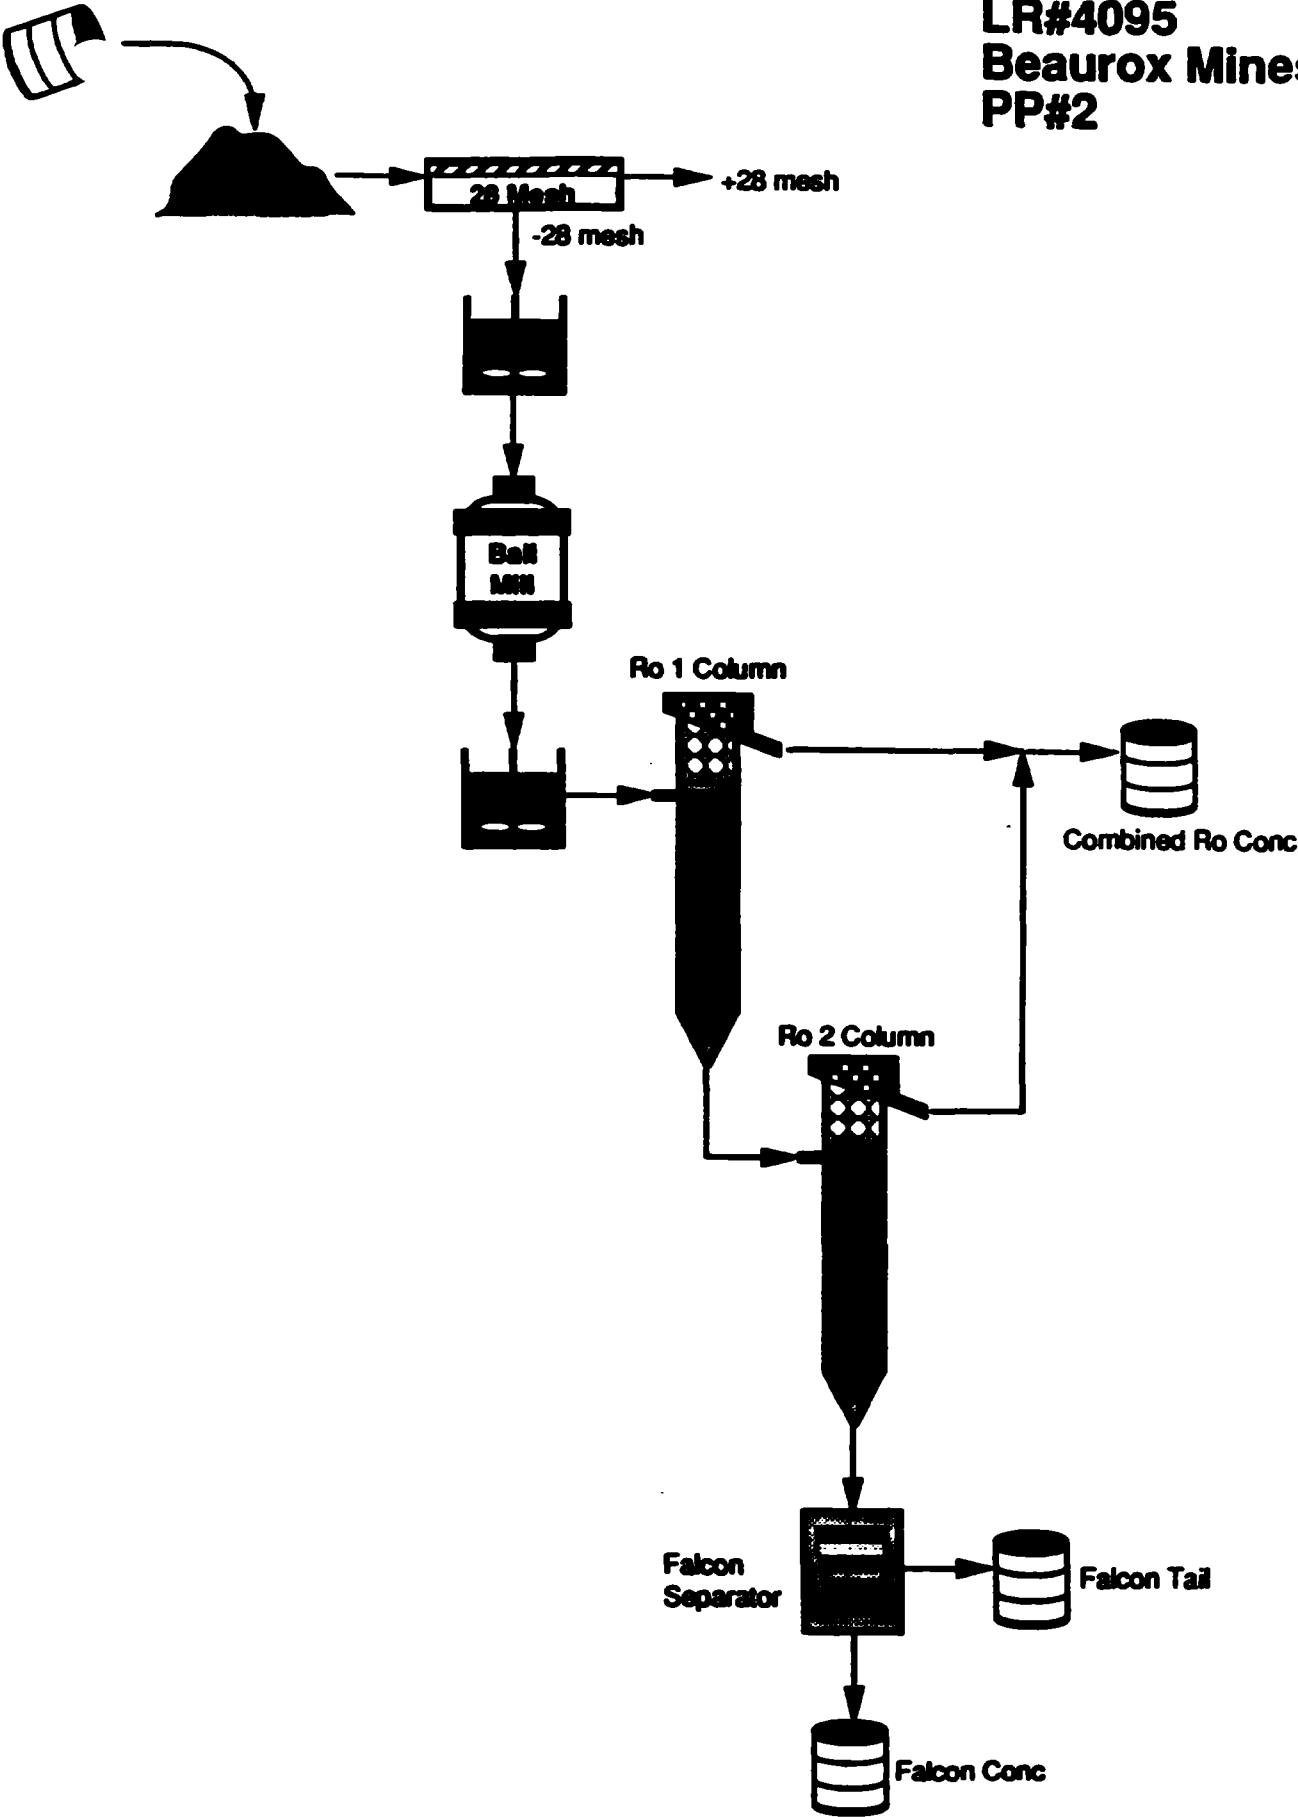 LR#4095
Beaurox Mines
PP#2
28 Mesh
+28 mesh
-28 mesh
Ball
Mill
Ro 1 Column
Combined Ro Conc
Ro 2 Column
Falcon
Separator
Falcon Tail
Falcon Conc